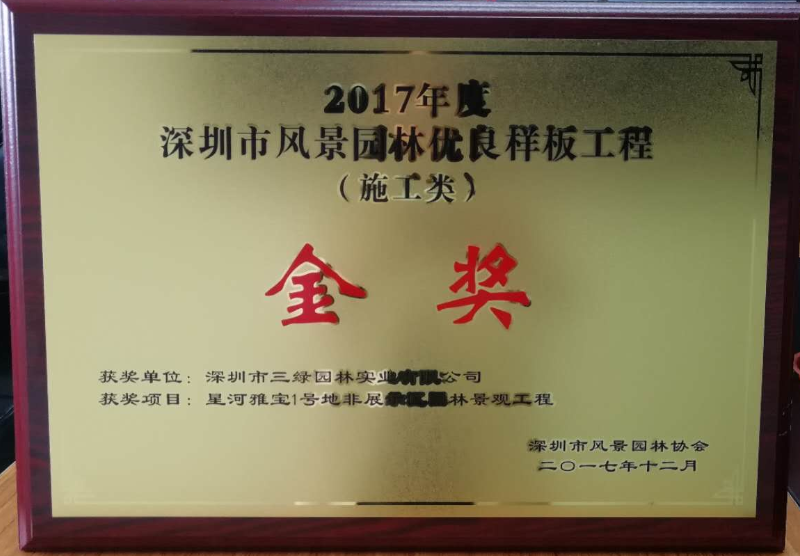 2017年度
深圳市风景园林优良样板工程
（施工类）
金 奖
获奖单位：深圳市三绿园林实业有限公司
获奖项目：星河雅宝1号地非展示区园林景观工程
深圳市风景园林协会
二〇一七年十二月